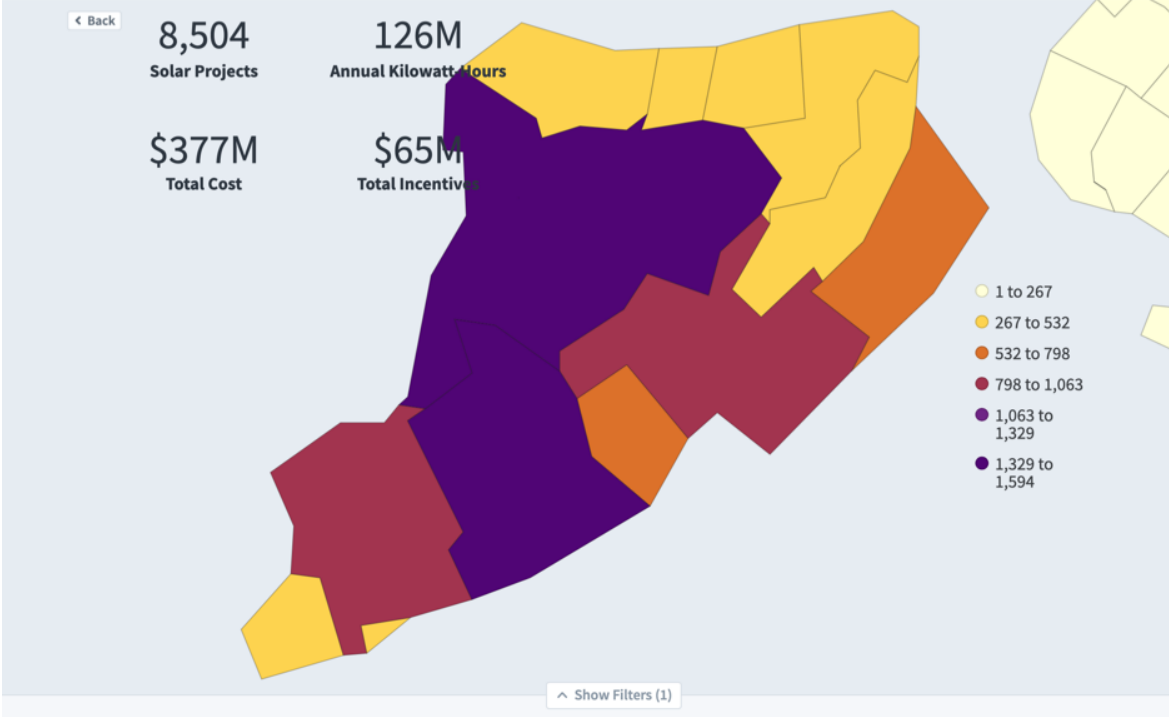 Back
8,504
Solar Projects
126M
Annual Kilowatt Hours
$377M
Total Cost
$65M
Total Incentives
1 to 267
267 to 532
532 to 798
798 to 1,063
1,063 to
1,329
1,329 to
1,594
Show Filters (1)